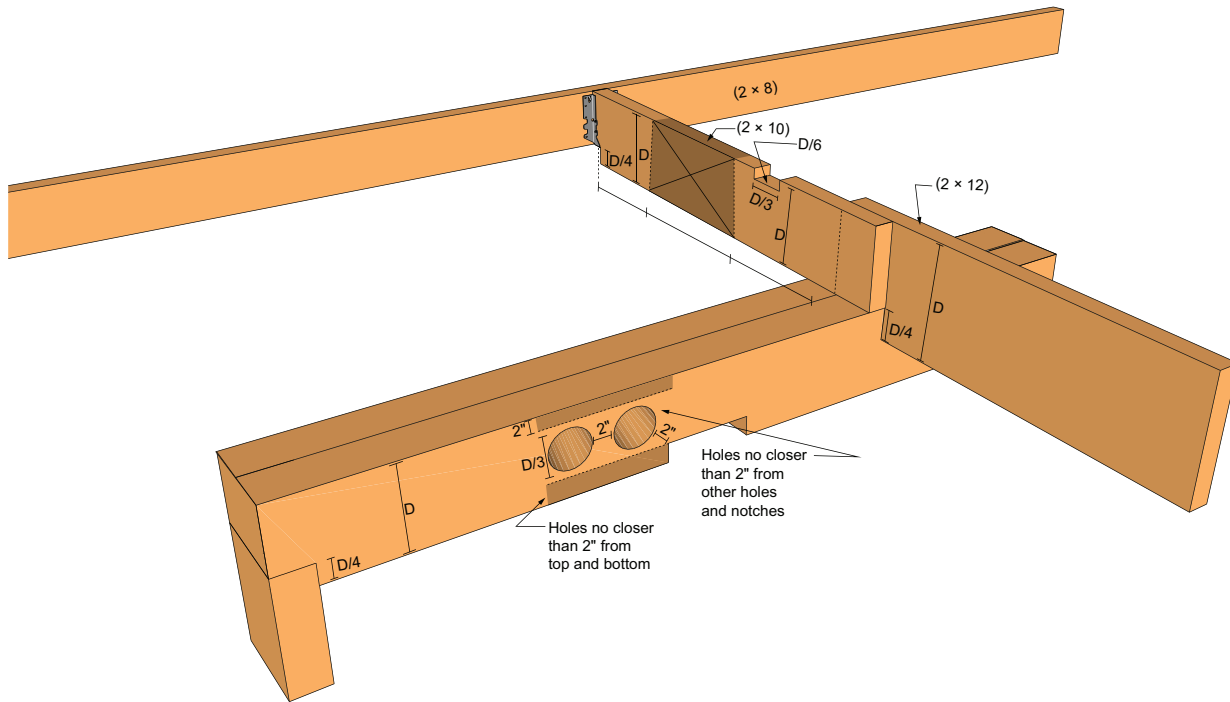 (2 × 8)
(2 × 10)
D/6
D
D/4
D/3
D
(2 × 12)
D
D/4
2"
2"
2"
D/3
D
D/4
Holes no closer
than 2" from
other holes
and notches
Holes no closer
than 2" from
top and bottom